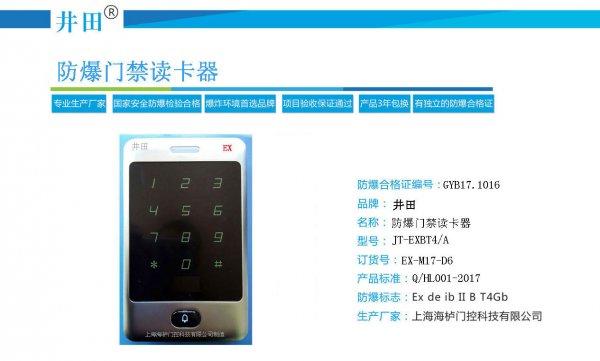 井田®
防爆门禁读卡器
专业生产厂家 国家安全防爆检验合格 爆炸环境首选品牌 项目验收保证通过 产品3年包换 有独立的防爆合格证
井田 EX
1 2 3
4 5 6
7 8 9
* 0 #
上海海栌门控科技有限公司制造
防爆合格证编号：GYB17.1016
品牌：井田
名称：防爆门禁读卡器
型号：JT-EXBT4/A
订货号：EX-M17-D6
产品标准：Q/HL001-2017
防爆标志：Ex de ib II B T4Gb
生产厂家：上海海栌门控科技有限公司